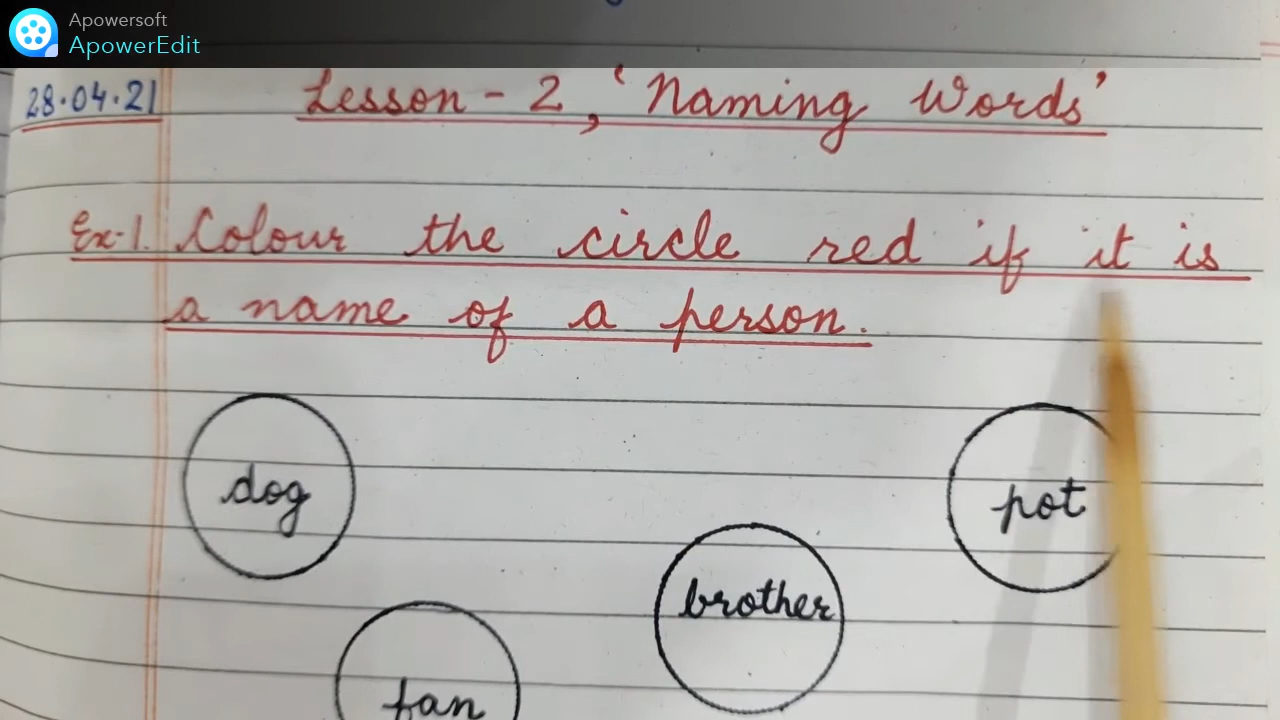 Apowersoft
ApowerEdit
28.04.21
Lesson - 2, 'Naming Words'
Ex-1. Colour the circle red if it is
a name of a person.
dog
pot
brother
fan